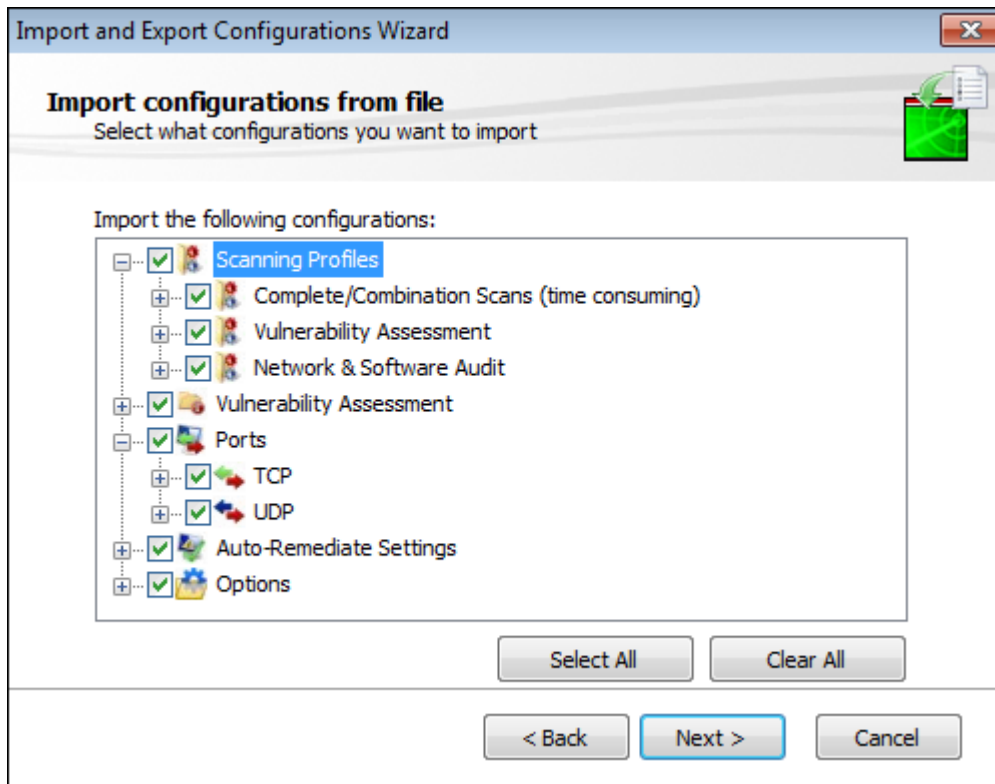 Import and Export Configurations Wizard
Import configurations from file
Select what configurations you want to import
Import the following configurations:
Scanning Profiles
Complete/Combination Scans (time consuming)
Vulnerability Assessment
Network & Software Audit
Vulnerability Assessment
Ports
TCP
UDP
Auto-Remediate Settings
Options
Select All Clear All
< Back Next > Cancel